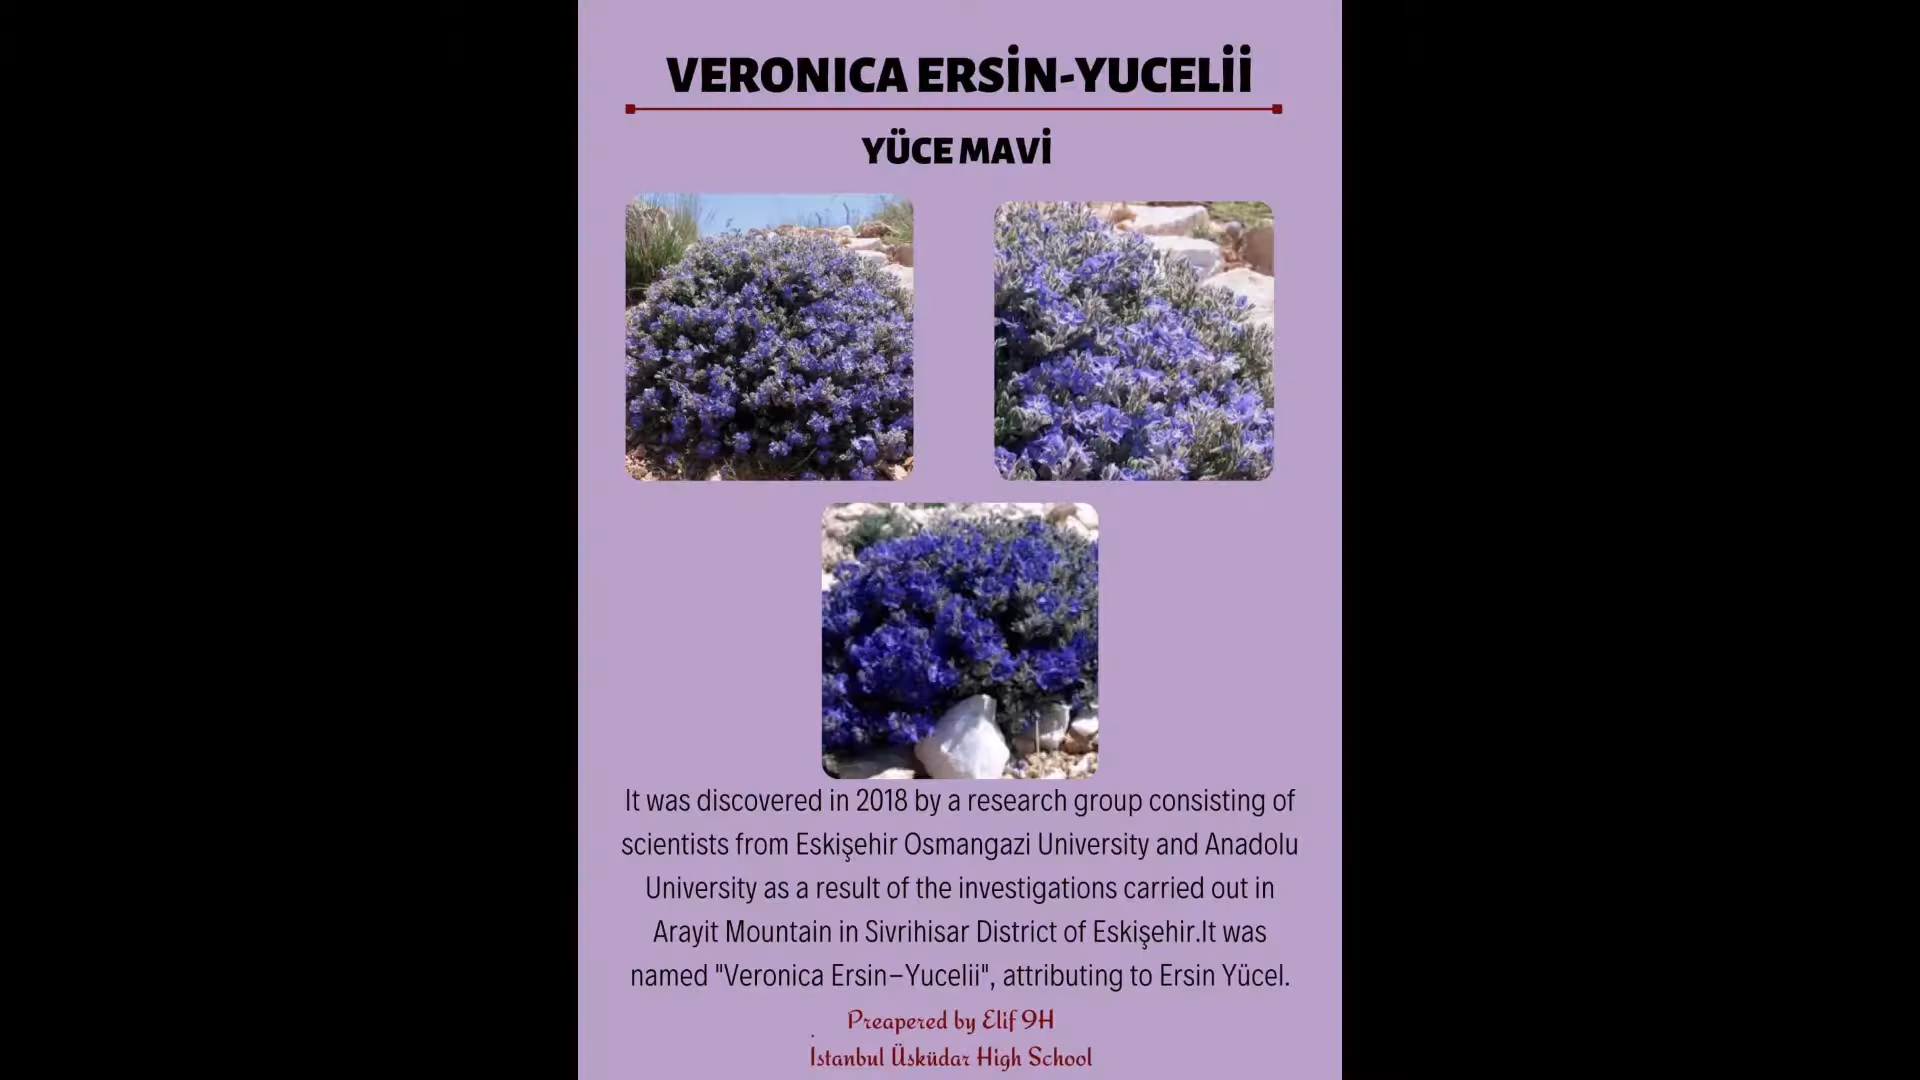 VERONICA ERSİN-YUCELİİ
YÜCE MAVİ
It was discovered in 2018 by a research group consisting of
scientists from Eskişehir Osmangazi University and Anadolu
University as a result of the investigations carried out in
Arayit Mountain in Sivrihisar District of Eskişehir.It was
named "Veronica Ersin–Yucelii", attributing to Ersin Yücel.
Preapered by Elif 9H
İstanbul Üsküdar High School